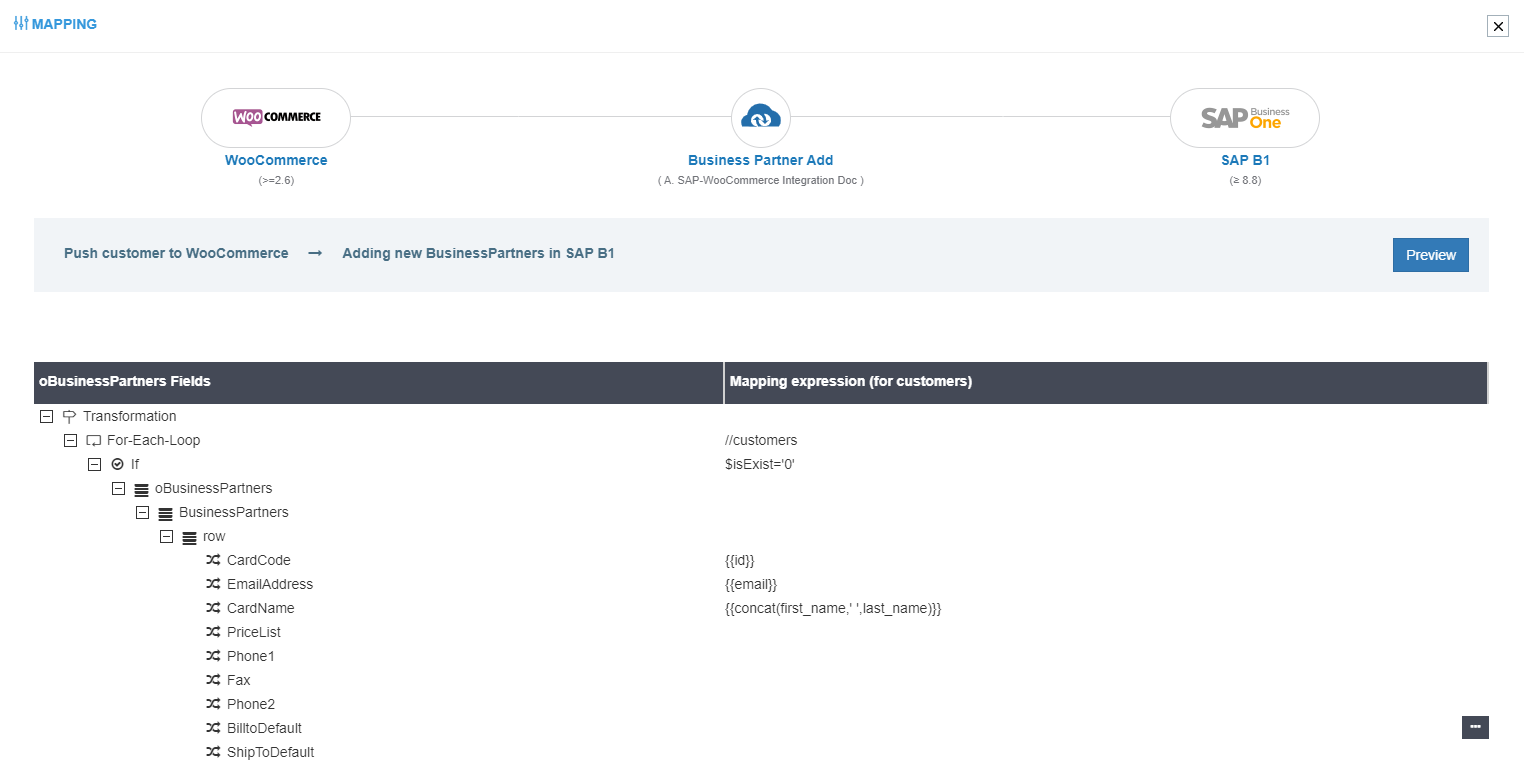 MAPPING
WOO COMMERCE
SAP Business One
WooCommerce
Business Partner Add
SAP B1
(>=2.6)
( A. SAP-WooCommerce Integration Doc )
(≥ 8.8)
Push customer to WooCommerce → Adding new BusinessPartners in SAP B1
Preview
oBusinessPartners Fields
Mapping expression (for customers)
Transformation
For-Each-Loop //customers
If $isExist='0'
oBusinessPartners
BusinessPartners
row
CardCode {{id}}
EmailAddress {{email}}
CardName {{concat(first_name,' ',last_name)}}
PriceList
Phone1
Fax
Phone2
BilltoDefault
ShipToDefault